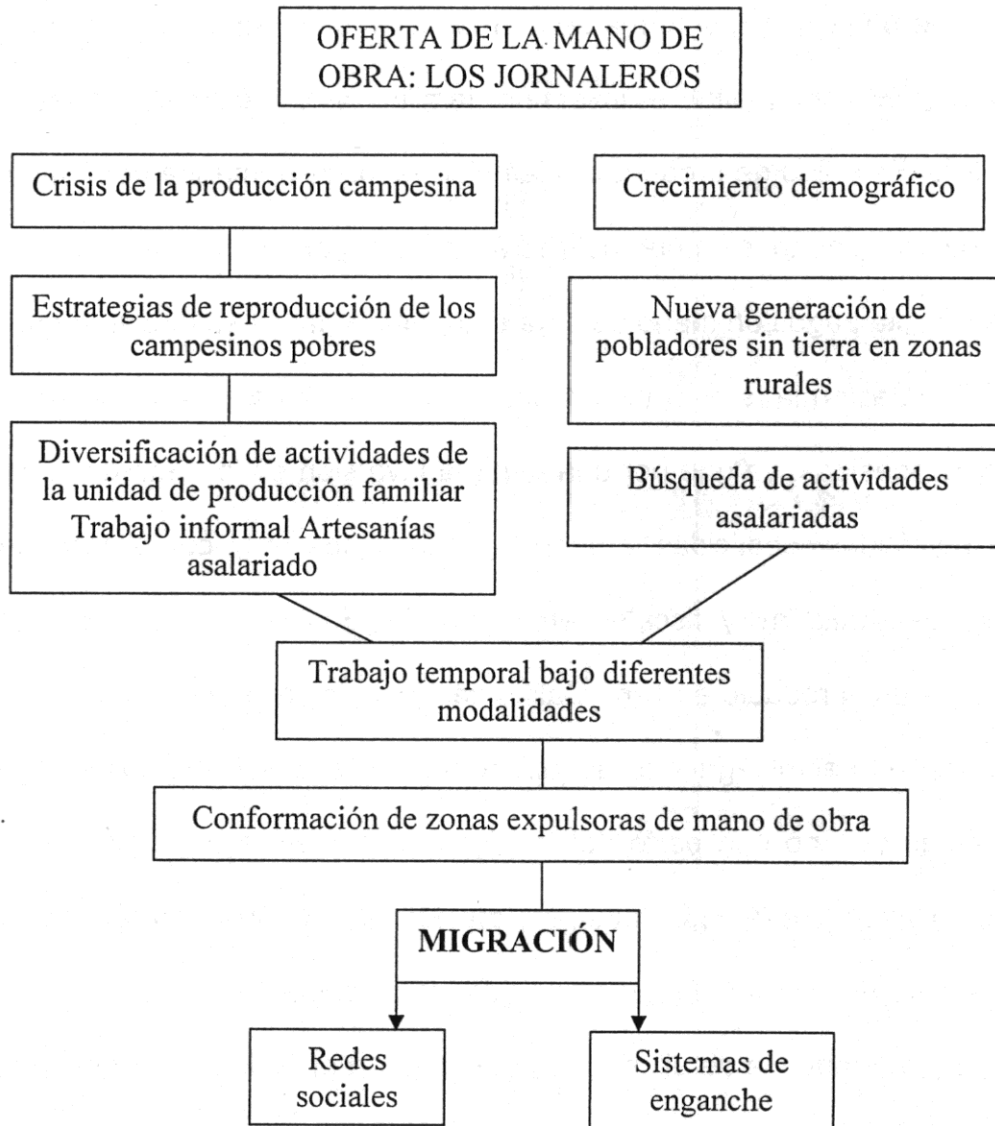 OFERTA DE LA MANO DE
OBRA: LOS JORNALEROS
Crisis de la producción campesina
Crecimiento demográfico
Estrategias de reproducción de los
campesinos pobres
Nueva generación de
pobladores sin tierra en zonas
rurales
Diversificación de actividades de
la unidad de producción familiar
Trabajo informal Artesanías
asalariado
Búsqueda de actividades
asalariadas
Trabajo temporal bajo diferentes
modalidades
Conformación de zonas expulsoras de mano de obra
MIGRACIÓN
Redes
sociales
Sistemas de
enganche